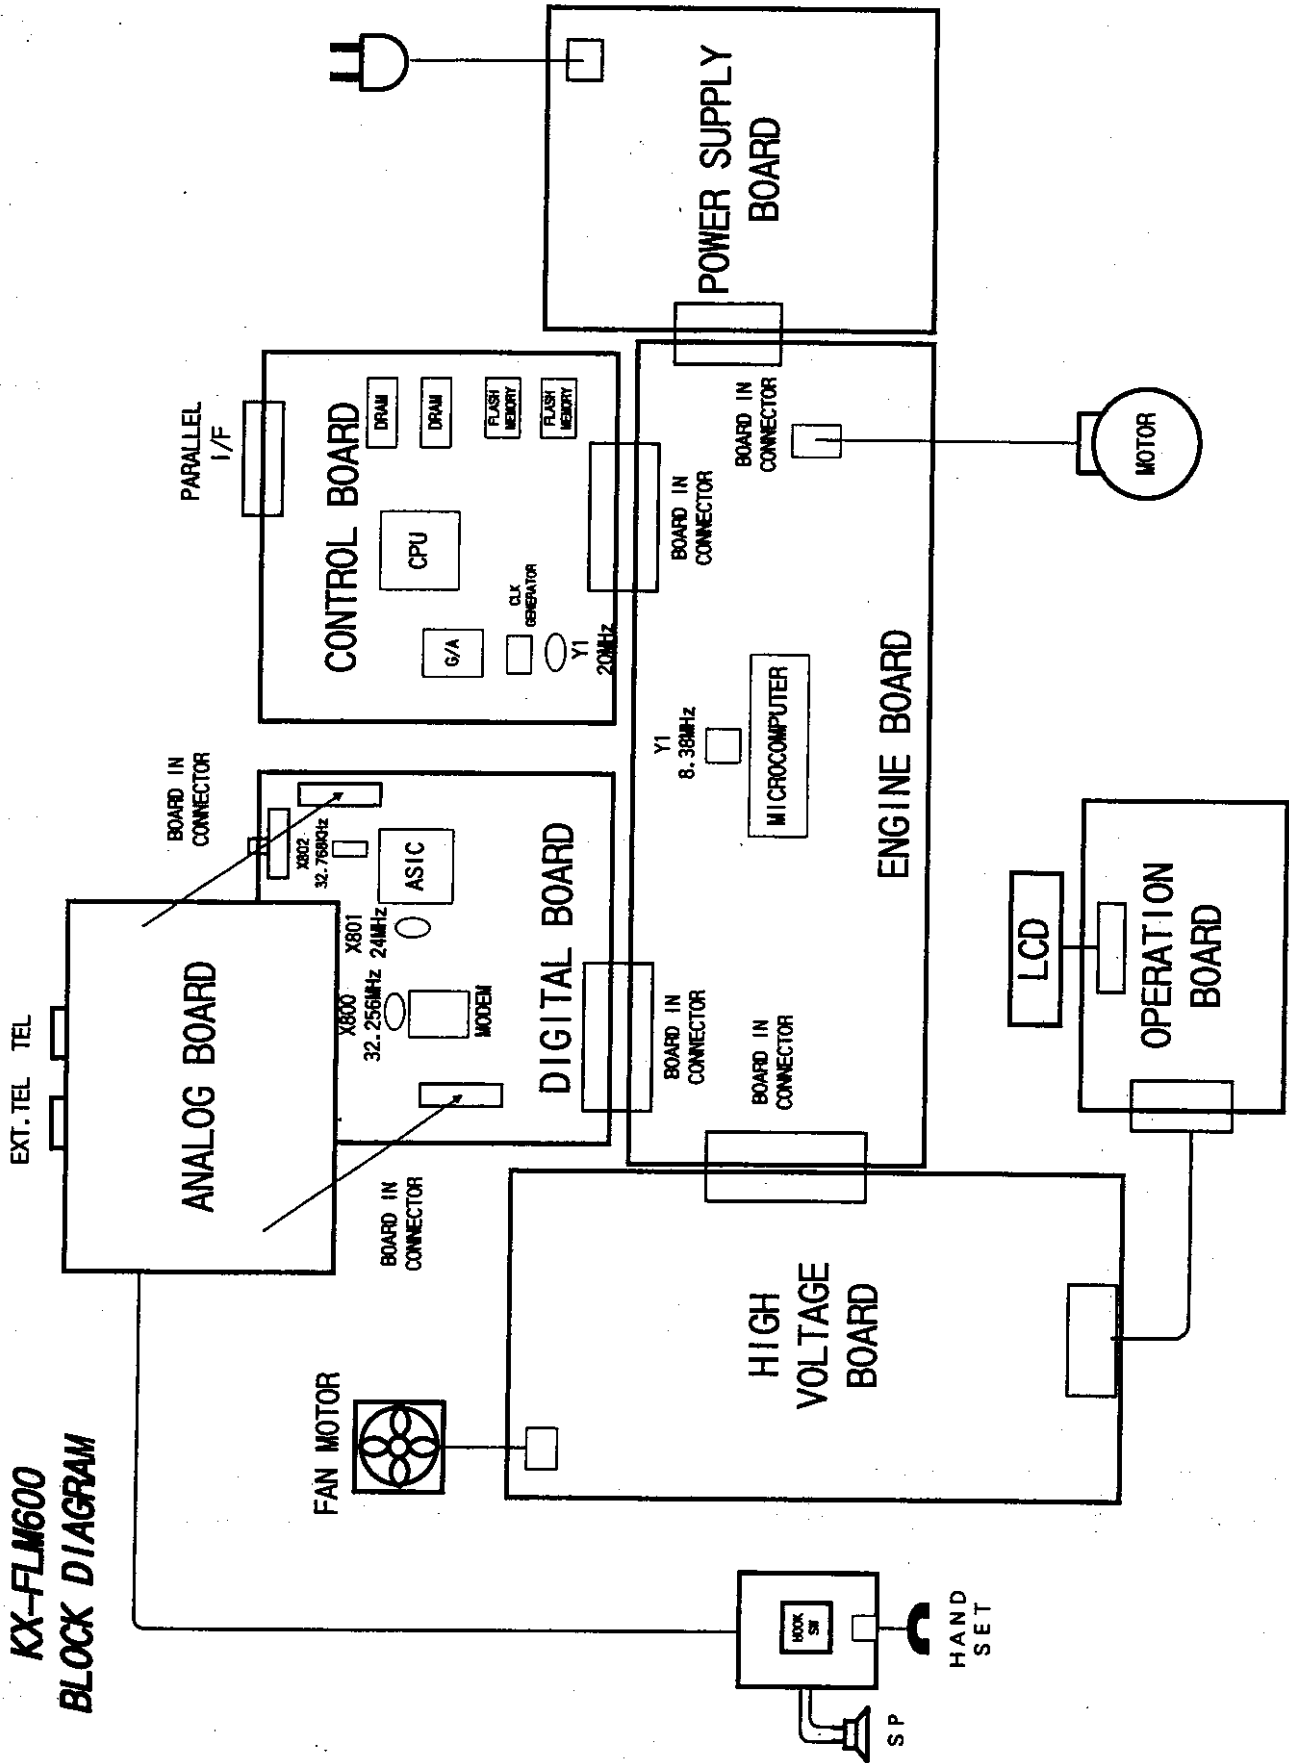 KX-FLM600
BLOCK DIAGRAM
EXT.TEL TEL
ANALOG BOARD
BOARD IN
CONNECTOR
BOARD IN
CONNECTOR
X802
32.768KHz
X801
24MHz
X800
32.256MHz
ASIC
MODEM
DIGITAL BOARD
PARALLEL
I/F
CONTROL BOARD
DRAM
DRAM
FLASH
MEMORY
FLASH
MEMORY
CPU
G/A
CLK
GENERATOR
Y1
20MHz
POWER SUPPLY
BOARD
BOARD IN
CONNECTOR
BOARD IN
CONNECTOR
BOARD IN
CONNECTOR
BOARD IN
CONNECTOR
Y1
8.38MHz
MICROCOMPUTER
ENGINE BOARD
MOTOR
FAN MOTOR
HIGH
VOLTAGE
BOARD
LCD
OPERATION
BOARD
HOOK
SW
HAND
SET
SP